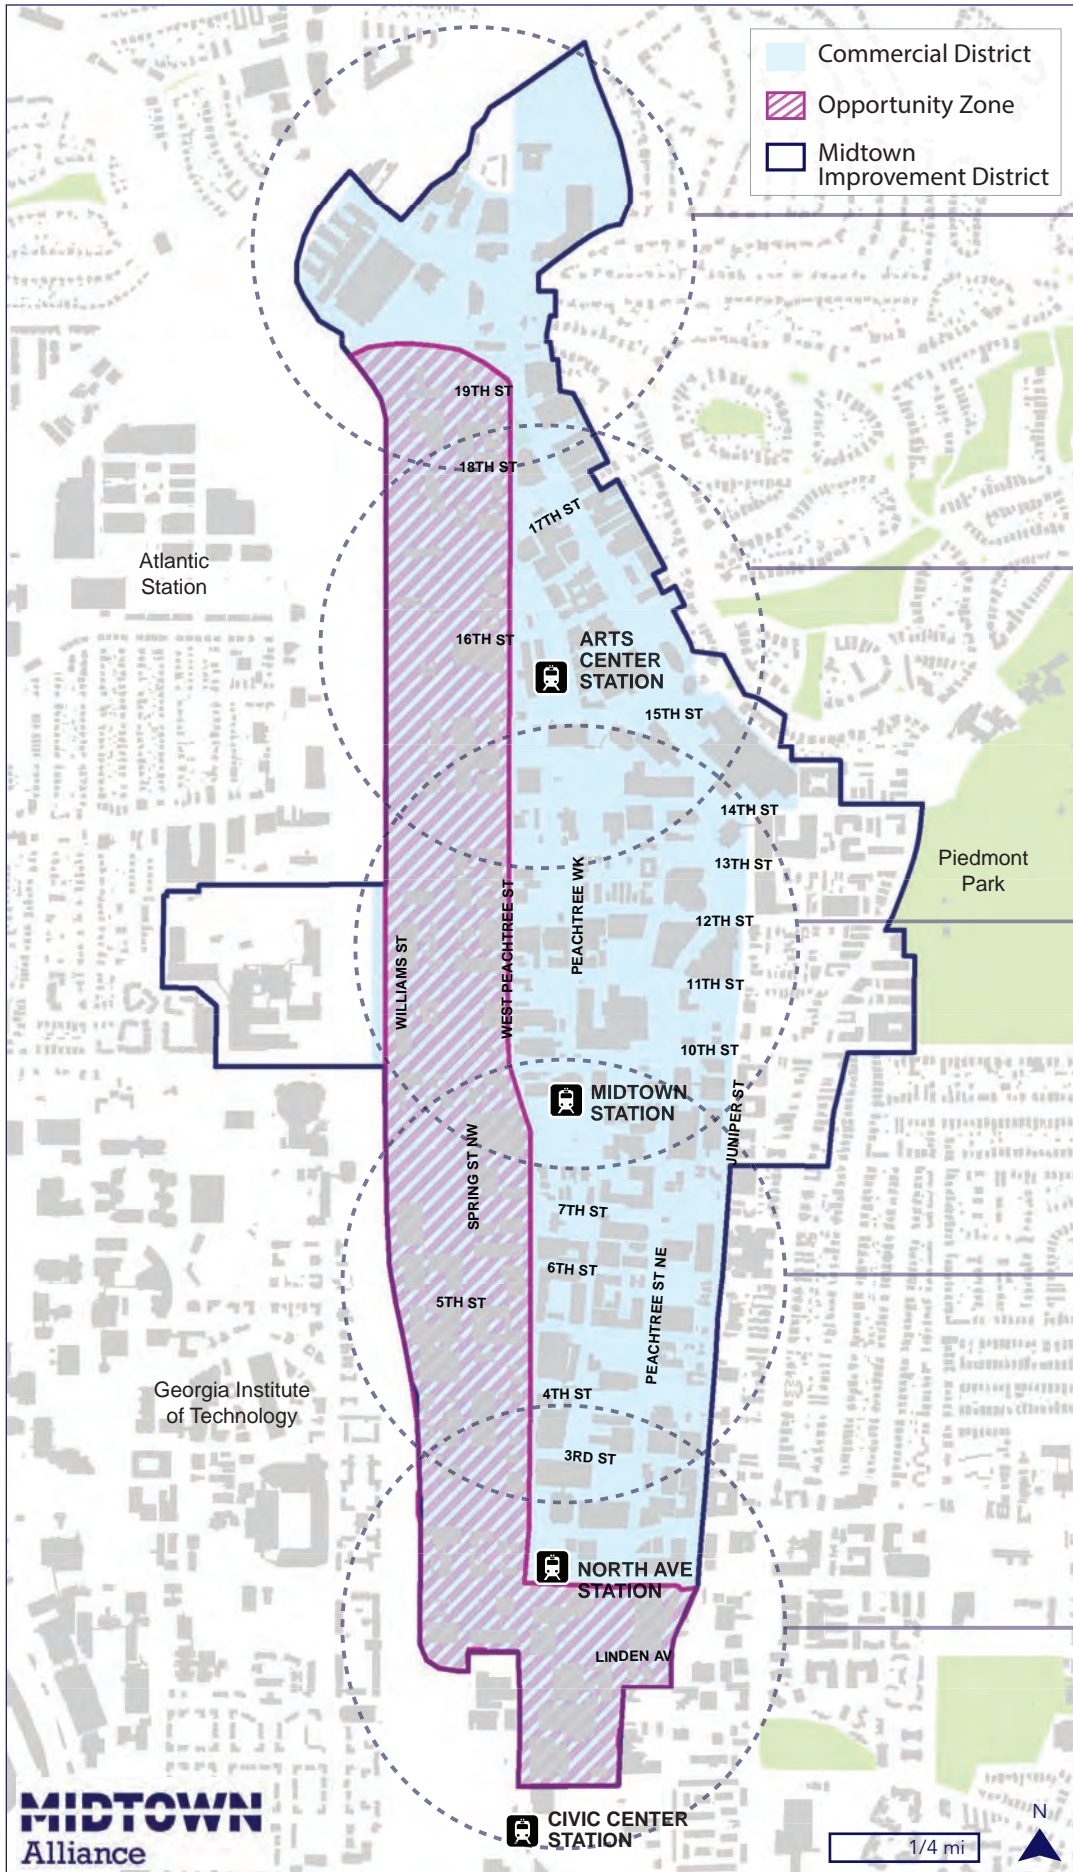 Commercial District
Opportunity Zone
Midtown
Improvement District
19TH ST
18TH ST
17TH ST
Atlantic
Station
16TH ST
ARTS
CENTER
STATION
15TH ST
14TH ST
13TH ST
Piedmont
Park
PEACHTREE WK
12TH ST
WEST PEACHTREE ST
WILLIAMS ST
11TH ST
10TH ST
MIDTOWN
STATION
JUNIPER ST
SPRING ST NW
7TH ST
6TH ST
PEACHTREE ST NE
5TH ST
Georgia Institute
of Technology
4TH ST
3RD ST
NORTH AVE
STATION
LINDEN AV
MIDTOWN
Alliance
CIVIC CENTER
STATION
N
1/4 mi